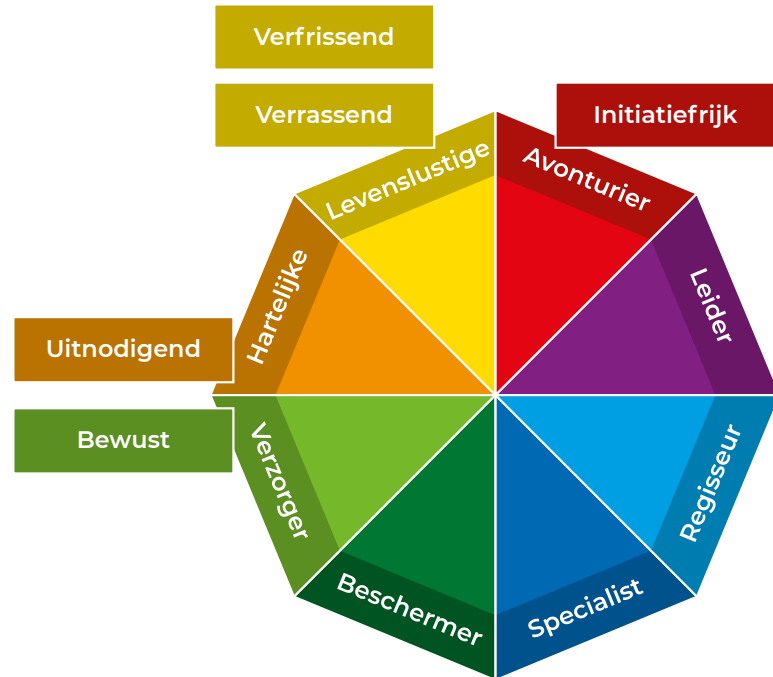 Verfrissend
Verrassend
Initiatiefrijk
Levenslustige
Avonturier
Hartelijke
Leider
Uitnodigend
Bewust
Verzorger
Regisseur
Beschermer
Specialist